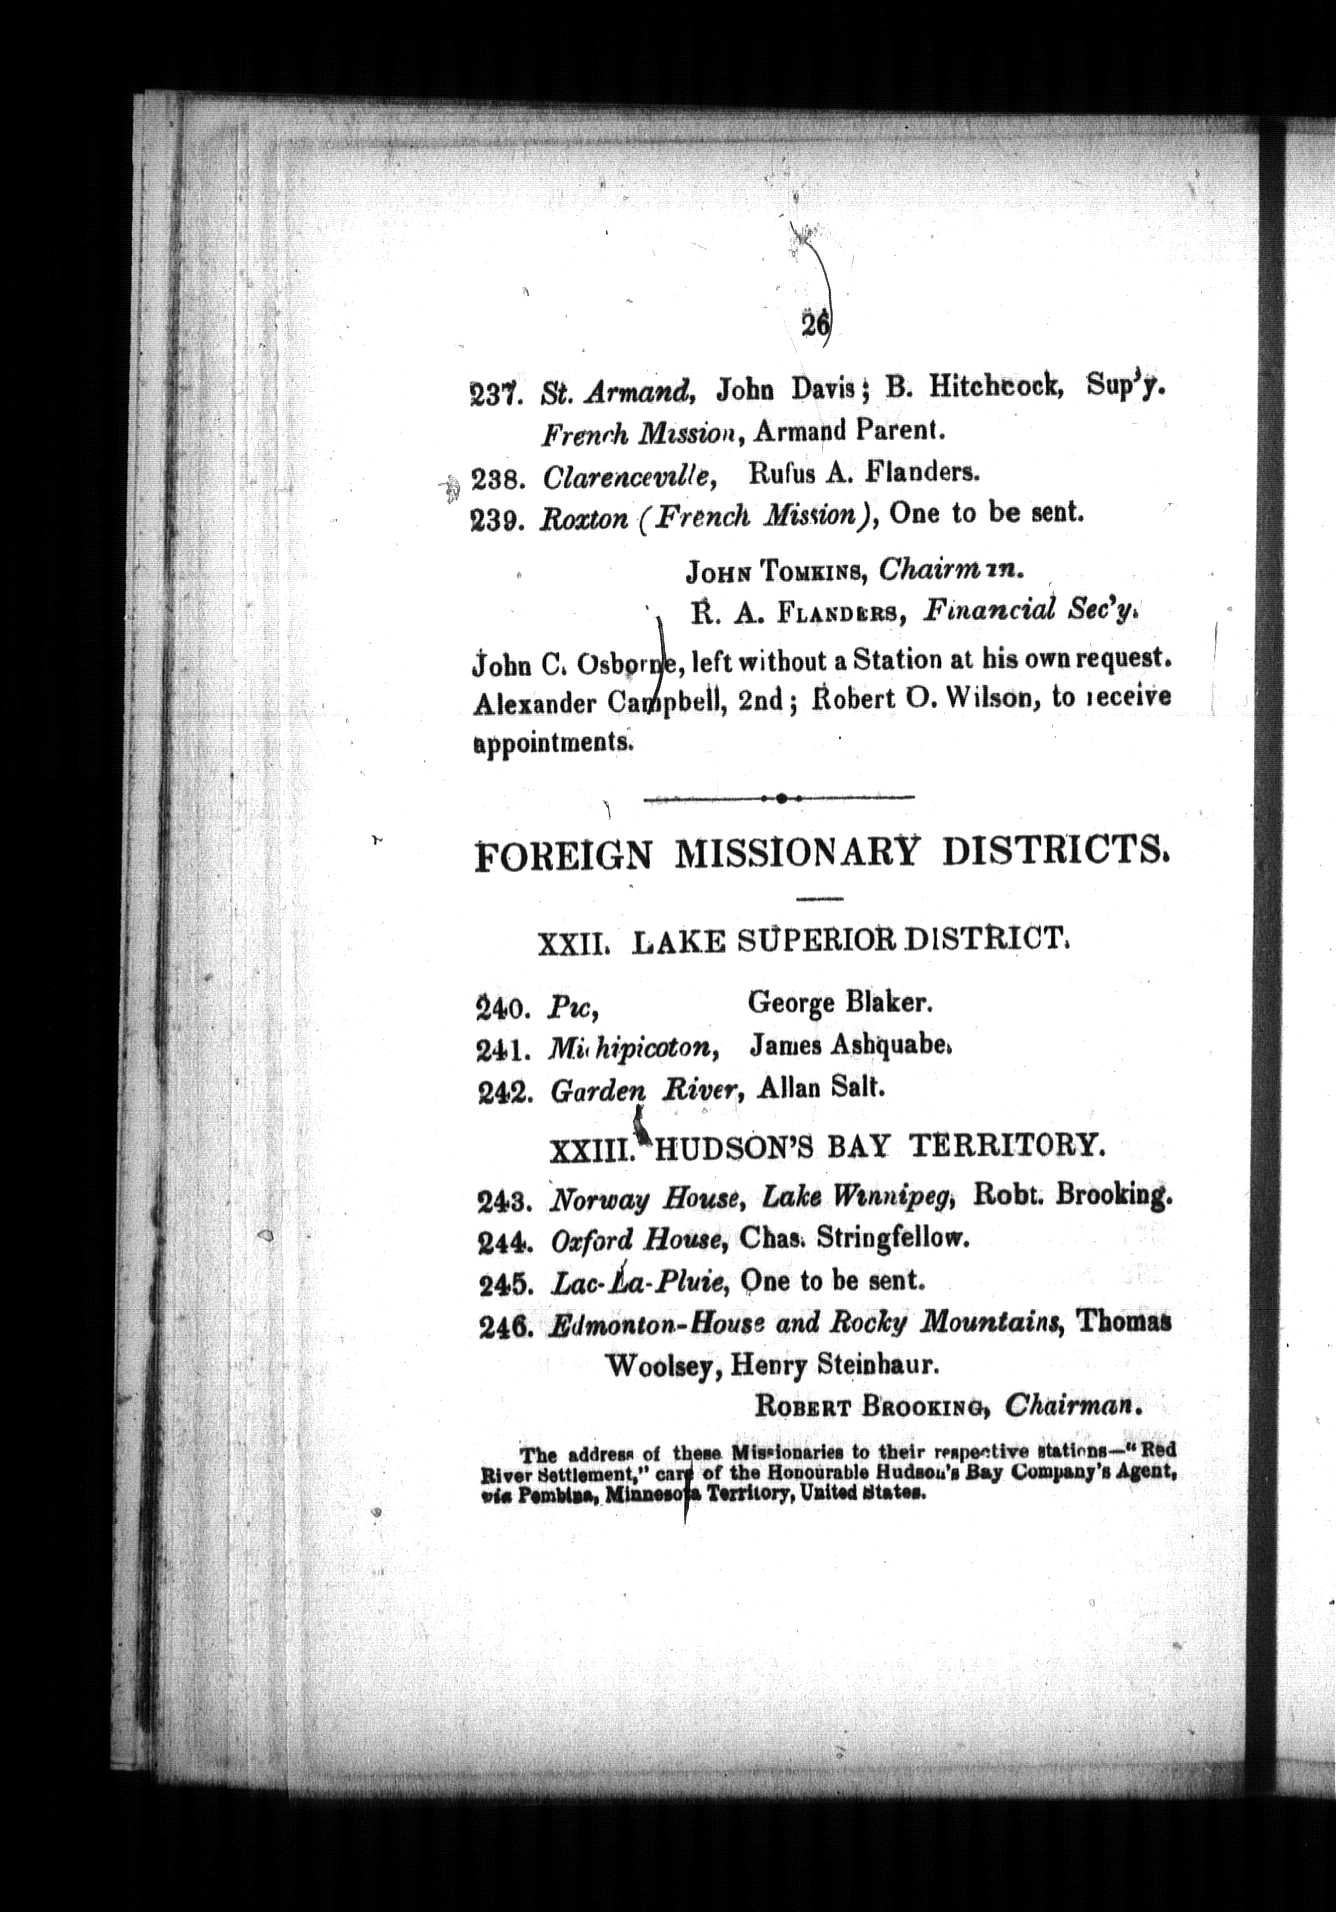 26
237. St. Armand, John Davis; B. Hitchcock, Sup'y.
French Mission, Armand Parent.
238. Clarenceville, Rufus A. Flanders.
239. Roxton (French Mission), One to be sent.
JOHN TOMKINS, Chairman.
R. A. FLANDERS, Financial Sec'y.
John C. Osborne, left without a Station at his own request.
Alexander Campbell, 2nd; Robert O. Wilson, to receive
appointments.
FOREIGN MISSIONARY DISTRICTS.
XXII. LAKE SUPERIOR DISTRICT.
240. Pic, George Blaker.
241. Michipicoton, James Ashquabe.
242. Garden River, Allan Salt.
XXIII. HUDSON'S BAY TERRITORY.
243. Norway House, Lake Winnipeg, Robt. Brooking.
244. Oxford House, Chas. Stringfellow.
245. Lac-La-Pluie, One to be sent.
246. Edmonton-House and Rocky Mountains, Thomas
Woolsey, Henry Steinhaur.
ROBERT BROOKING, Chairman.
The address of these Missionaries to their respective stations—"Red
River Settlement," care of the Honourable Hudson's Bay Company's Agent,
via Pembina, Minnesota Territory, United States.